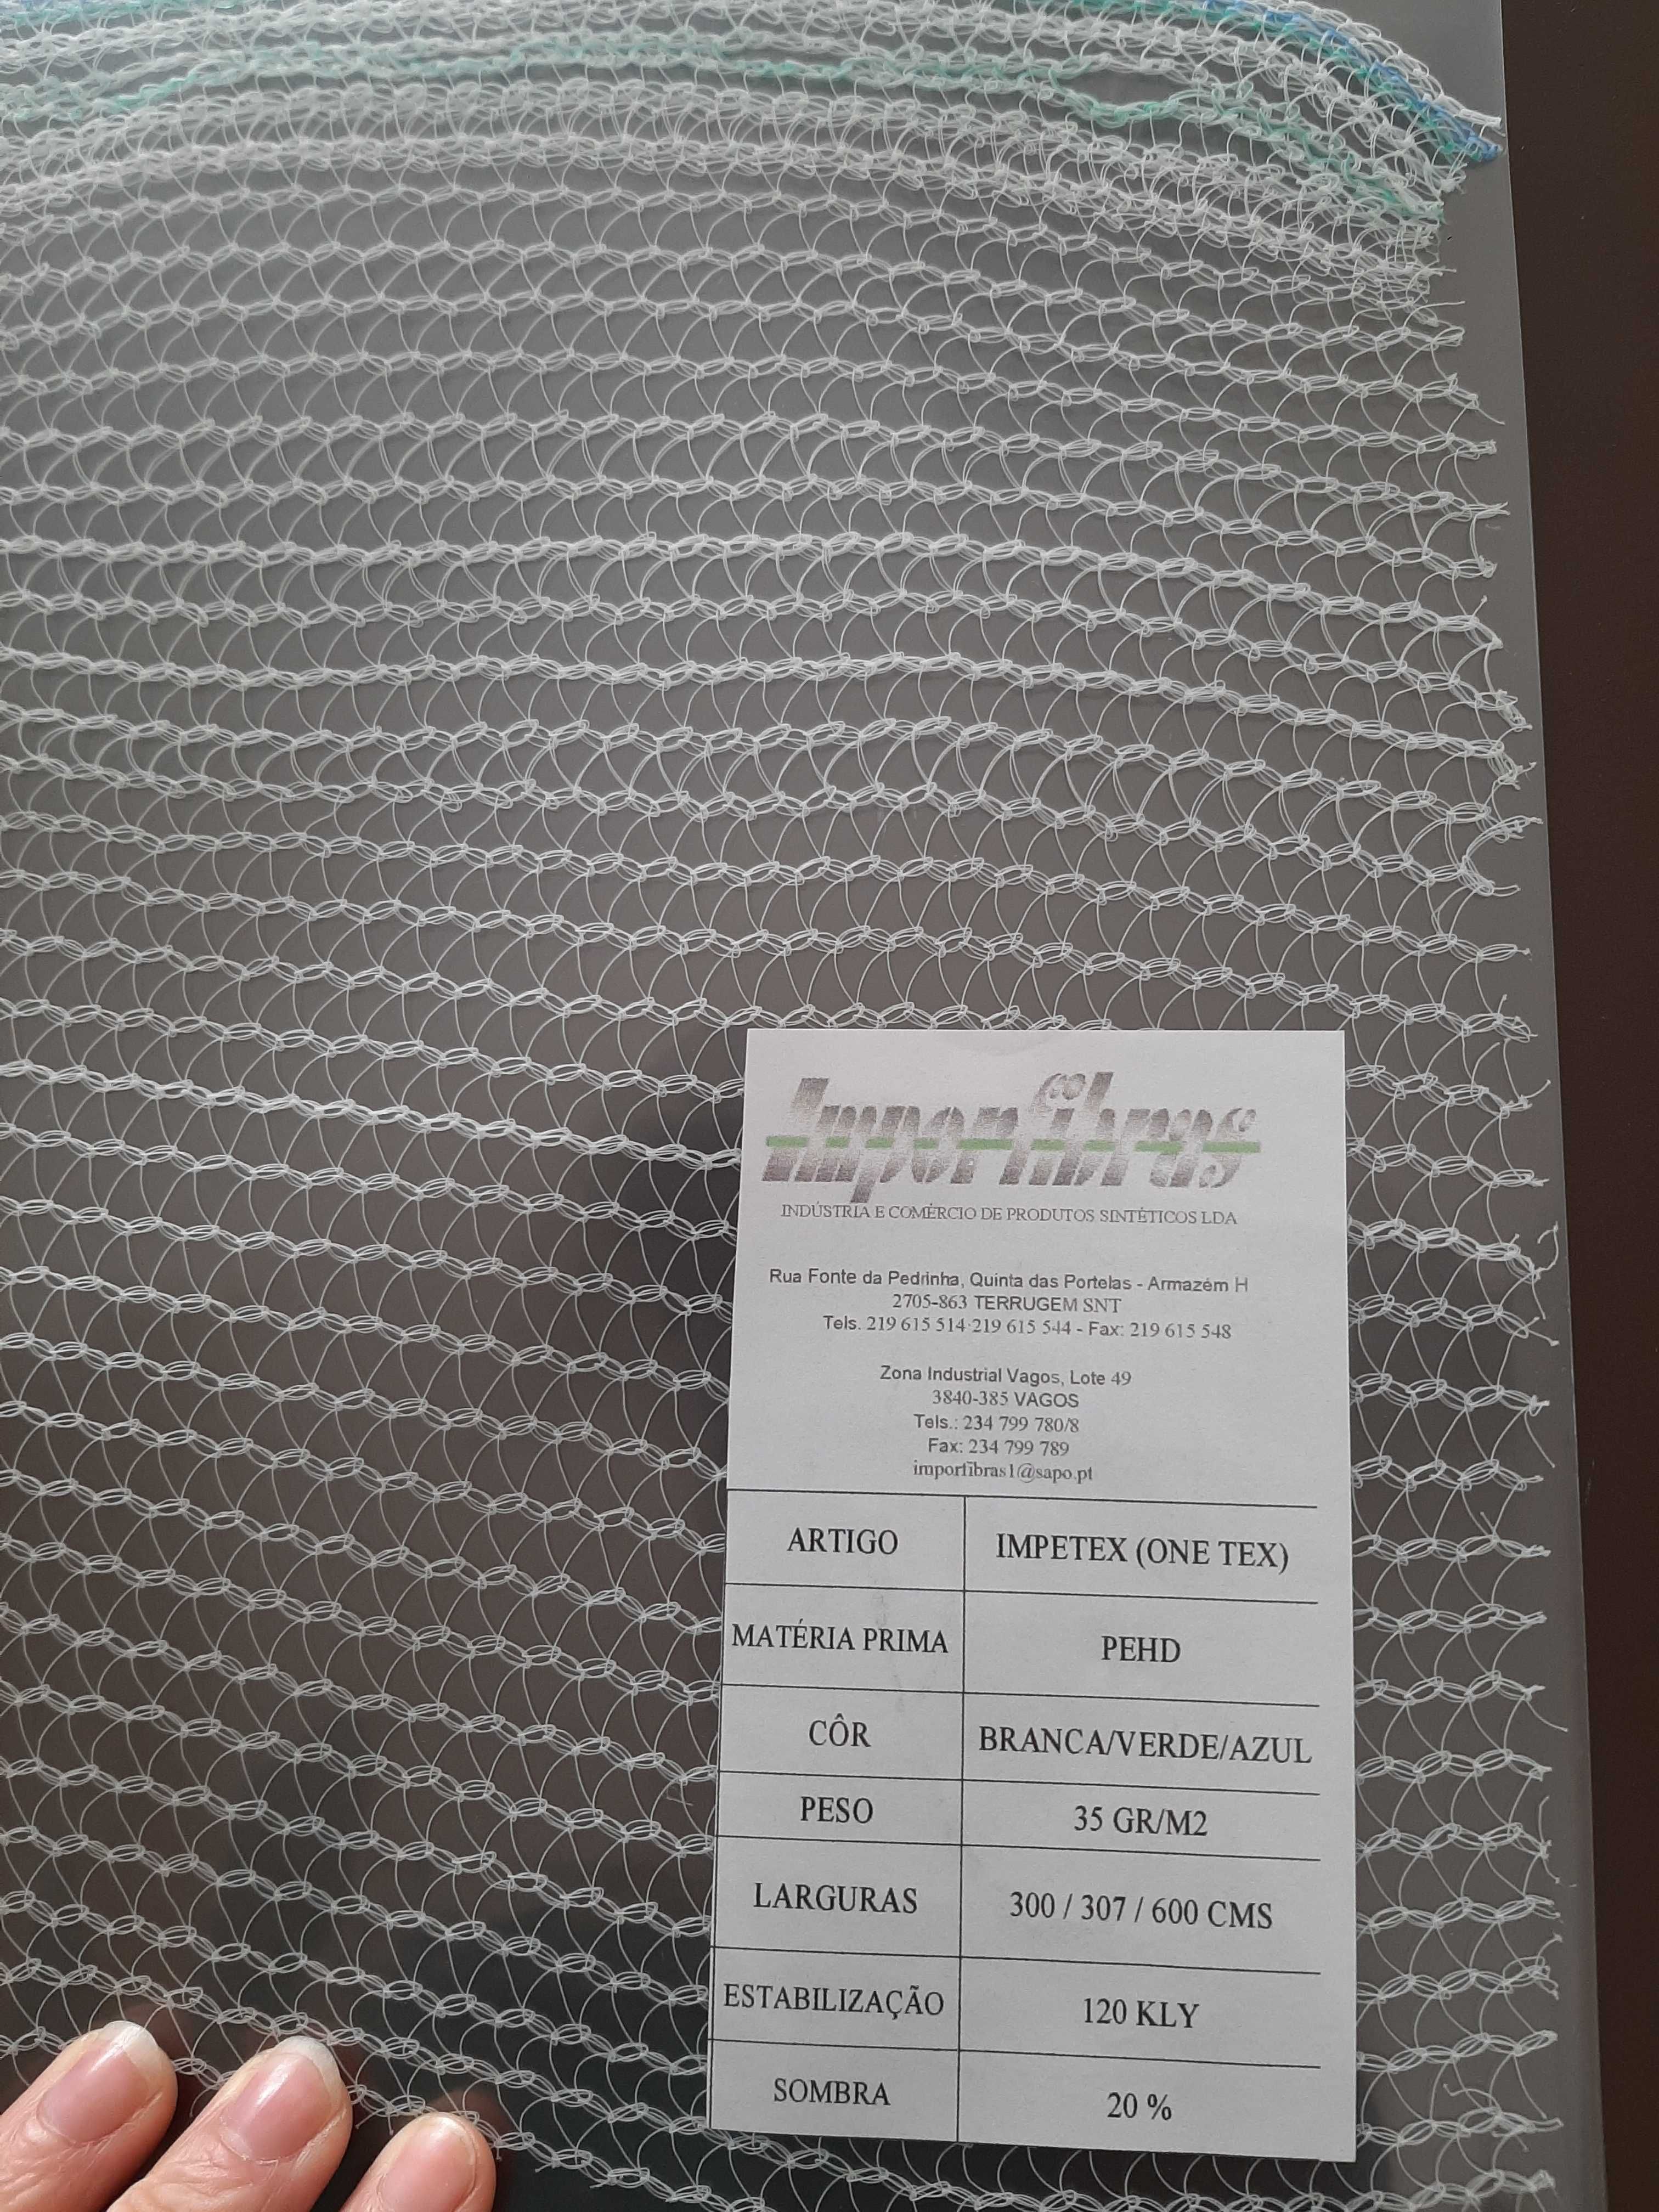 Imporfibras
INDÚSTRIA E COMÉRCIO DE PRODUTOS SINTÉTICOS LDA
Rua Fonte da Pedrinha, Quinta das Portelas - Armazém H
2705-863 TERRUGEM SNT
Tels. 219 615 514-219 615 544 - Fax: 219 615 548
Zona Industrial Vagos, Lote 49
3840-385 VAGOS
Tels.: 234 799 780/8
Fax: 234 799 789
imporfibras1@sapo.pt
ARTIGO IMPETEX (ONE TEX)
MATÉRIA PRIMA PEHD
CÔR BRANCA/VERDE/AZUL
PESO 35 GR/M2
LARGURAS 300 / 307 / 600 CMS
ESTABILIZAÇÃO 120 KLY
SOMBRA 20 %